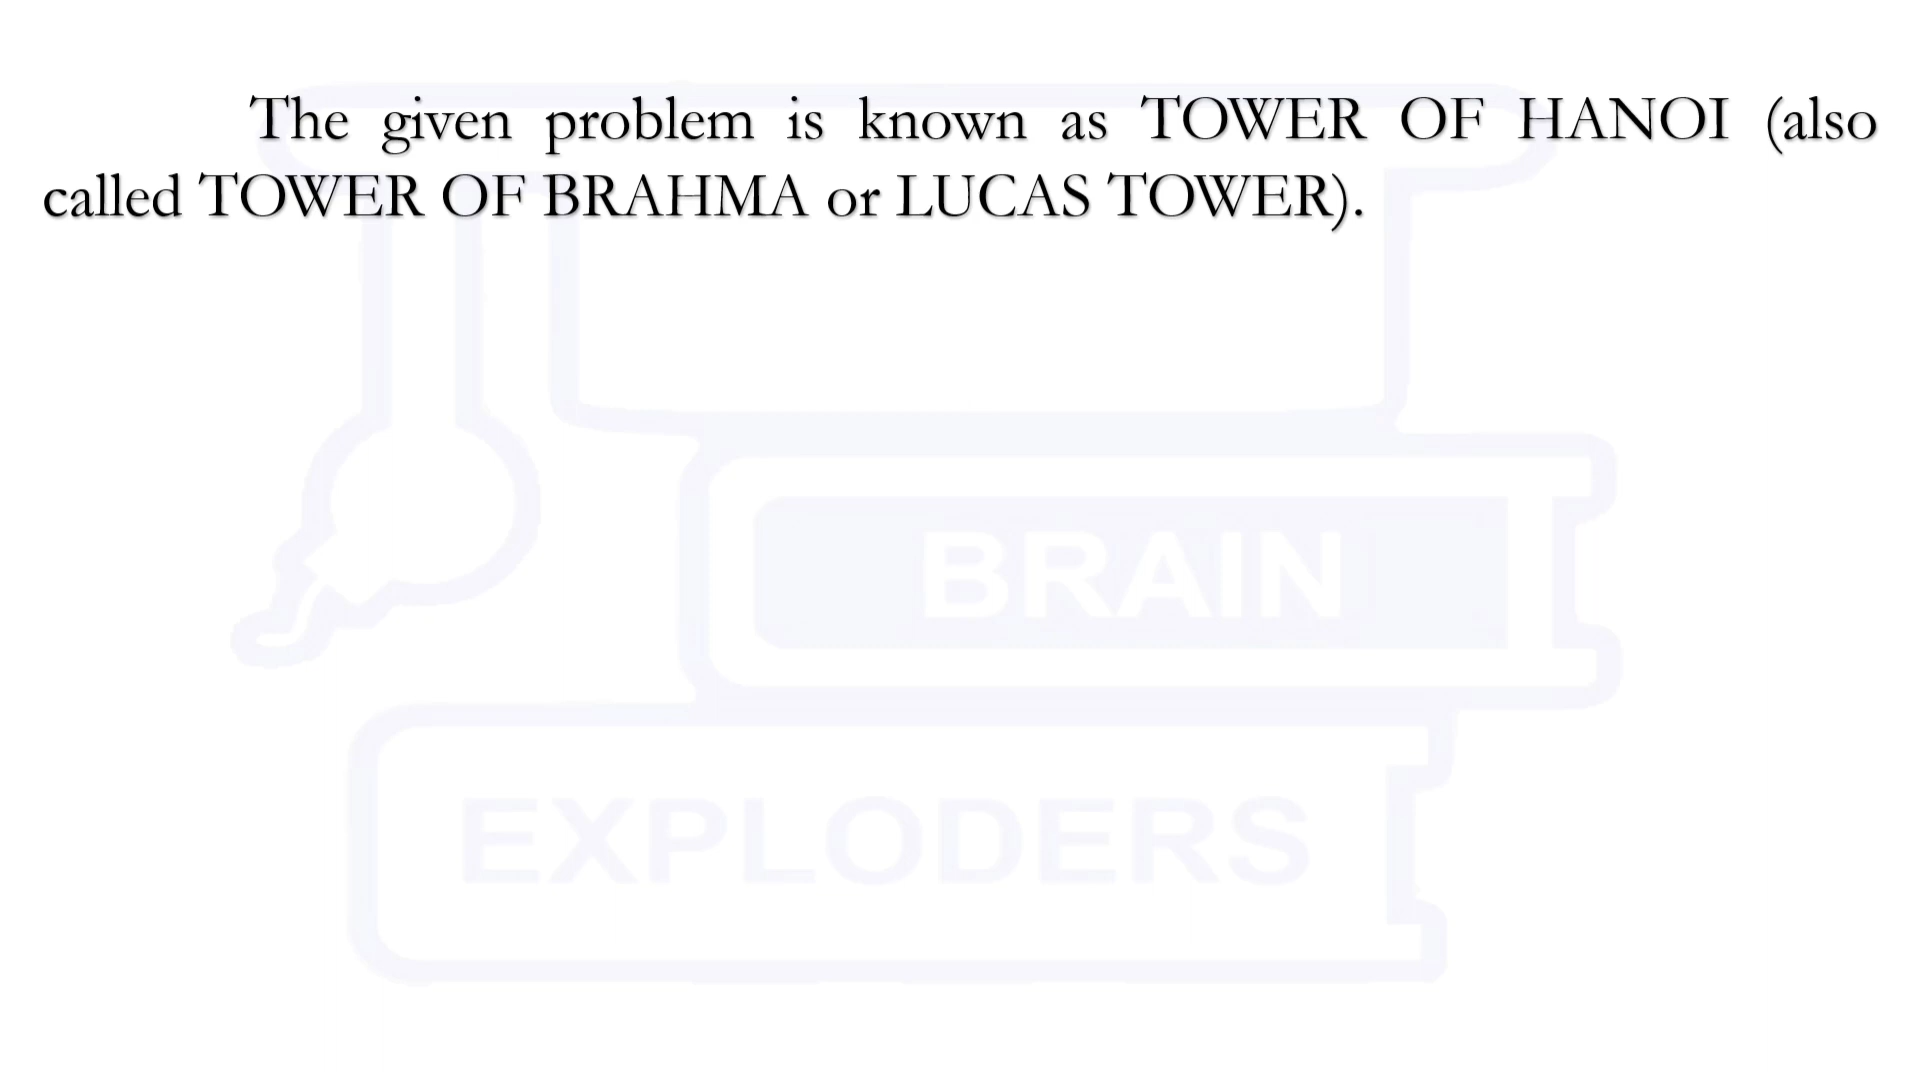 The given problem is known as TOWER OF HANOI (also
called TOWER OF BRAHMA or LUCAS TOWER).
BRAIN
EXPLODERS